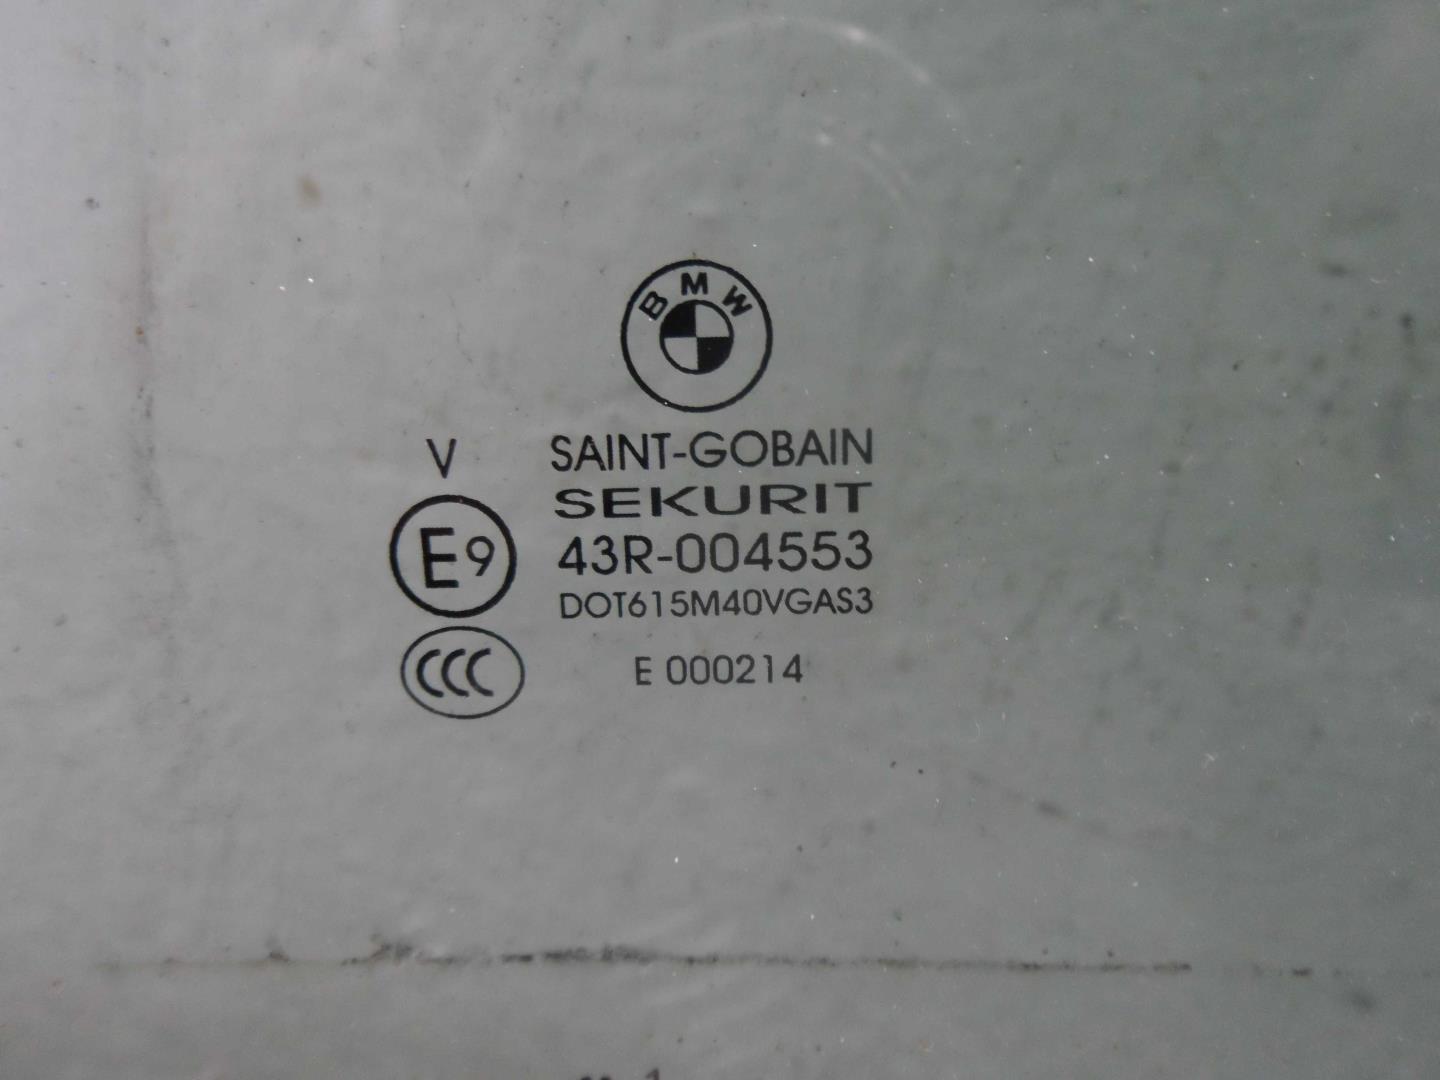 BMW
V
SAINT-GOBAIN
SEKURIT
E9
43R-004553
DOT615M40VGAS3
CCC
E 000214